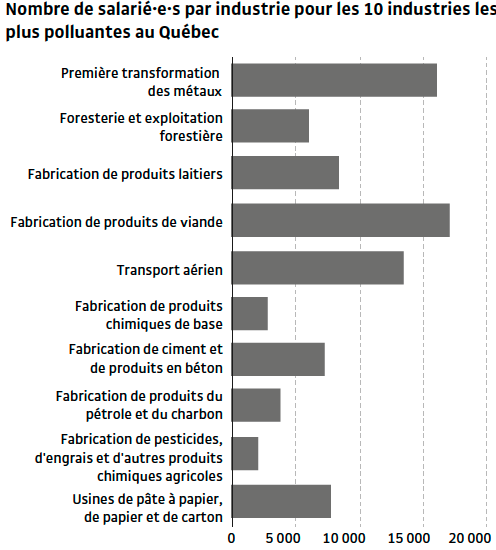 Nombre de salarié·e·s par industrie pour les 10 industries les
plus polluantes au Québec
Première transformation
des métaux
Foresterie et exploitation
forestière
Fabrication de produits laitiers
Fabrication de produits de viande
Transport aérien
Fabrication de produits
chimiques de base
Fabrication de ciment et
de produits en béton
Fabrication de produits du
pétrole et du charbon
Fabrication de pesticides,
d'engrais et d'autres produits
chimiques agricoles
Usines de pâte à papier,
de papier et de carton
0 5 000 10 000 15 000 20 000